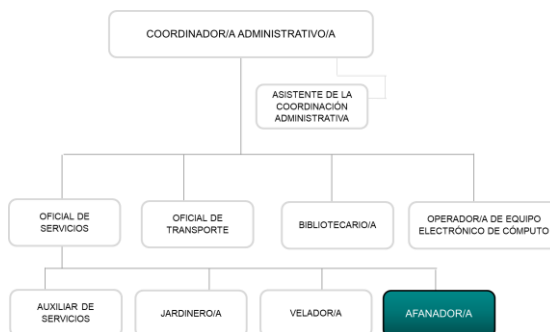 COORDINADOR/A ADMINISTRATIVO/A
ASISTENTE DE LA
COORDINACIÓN
ADMINISTRATIVA
OFICIAL DE
SERVICIOS
OFICIAL DE
TRANSPORTE
BIBLIOTECARIO/A
OPERADOR/A DE EQUIPO
ELECTRÓNICO DE CÓMPUTO
AUXILIAR DE
SERVICIOS
JARDINERO/A
VELADOR/A
AFANADOR/A